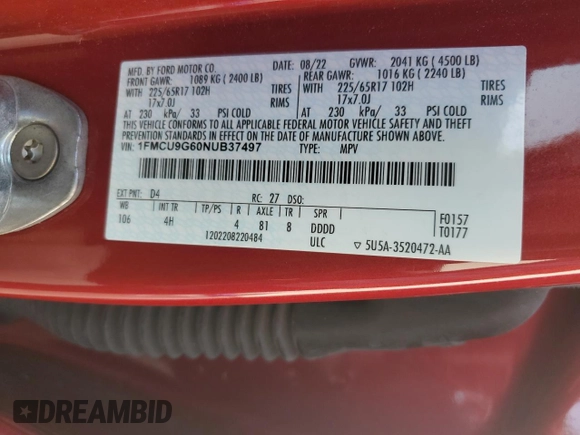 MFD. BY FORD MOTOR CO. DATE: 08/22 GVWR: 2041 KG (4500 LB)
FRONT GAWR: 1089 KG (2400 LB) REAR GAWR: 1016 KG (2240 LB)
WITH 225/65R17 102H TIRES WITH 225/65R17 102H TIRES
17x7.0J RIMS 17x7.0J RIMS
AT 230 kPa/ 33 PSI COLD AT 230 kPa/ 33 PSI COLD
THIS VEHICLE CONFORMS TO ALL APPLICABLE FEDERAL MOTOR VEHICLE SAFETY AND
THEFT PREVENTION STANDARDS IN EFFECT ON THE DATE OF MANUFACTURE SHOWN ABOVE.
VIN: 1FMCU9G60NUB37497 TYPE: MPV
EXT PNT: D4 RC: 27 DSO: F0157
WB INT TR TP/PS R AXLE TR SPR T0177
106 4H 4 81 8 DDDD
1202208220484 ULC ▽ 5U5A-3520472-AA
DREAMBID